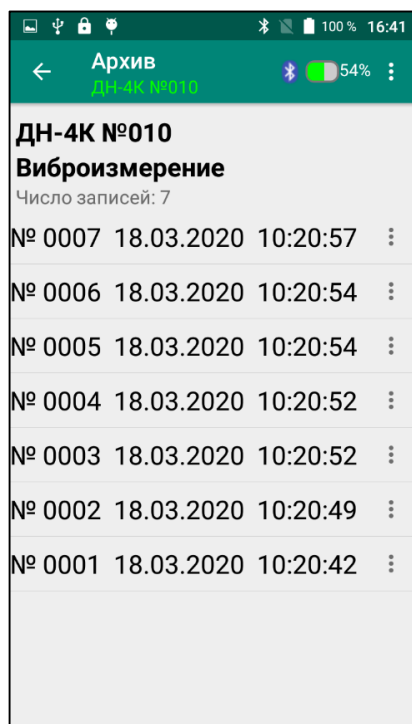 100 % 16:41
Архив
ДН-4К №010
54%
ДН-4К №010
Виброизмерение
Число записей: 7
№ 0007 18.03.2020 10:20:57
№ 0006 18.03.2020 10:20:54
№ 0005 18.03.2020 10:20:54
№ 0004 18.03.2020 10:20:52
№ 0003 18.03.2020 10:20:52
№ 0002 18.03.2020 10:20:49
№ 0001 18.03.2020 10:20:42